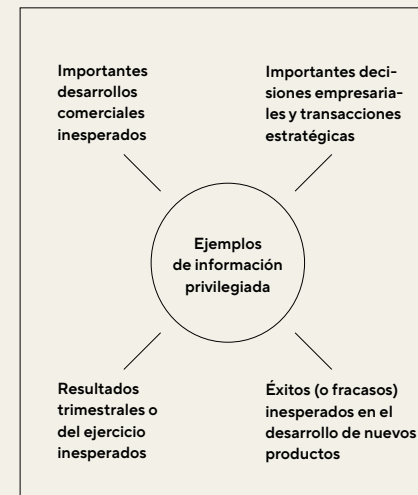 Importantes
desarrollos
comerciales
inesperados
Importantes deci-
siones empresaria-
les y transacciones
estratégicas
Ejemplos
de información
privilegiada
Resultados
trimestrales o
del ejercicio
inesperados
Éxitos (o fracasos)
inesperados en el
desarrollo de nuevos
productos